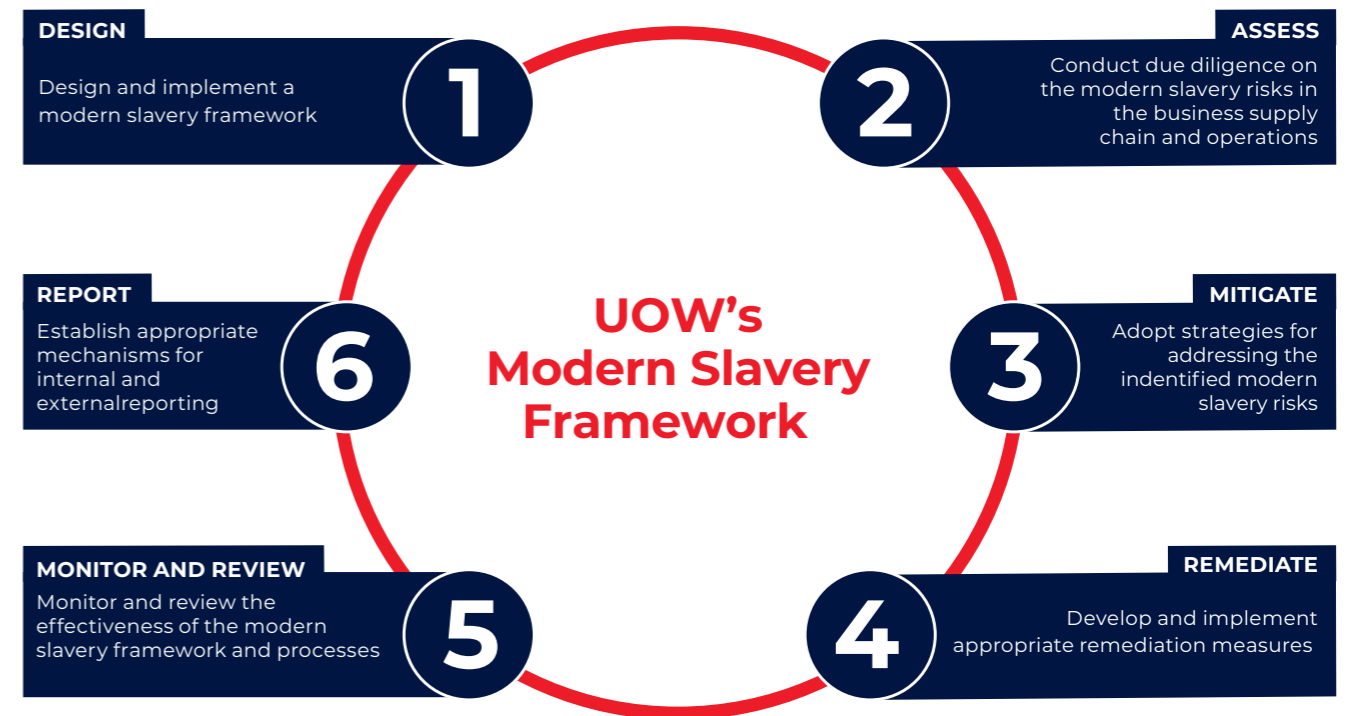 UOW's
Modern Slavery
Framework
DESIGN
1
Design and implement a
modern slavery framework
ASSESS
2
Conduct due diligence on
the modern slavery risks in
the business supply
chain and operations
MITIGATE
3
Adopt strategies for
addressing the
indentified modern
slavery risks
REMEDIATE
4
Develop and implement
appropriate remediation measures
MONITOR AND REVIEW
5
Monitor and review the
effectiveness of the modern
slavery framework and processes
REPORT
6
Establish appropriate
mechanisms for
internal and
externalreporting